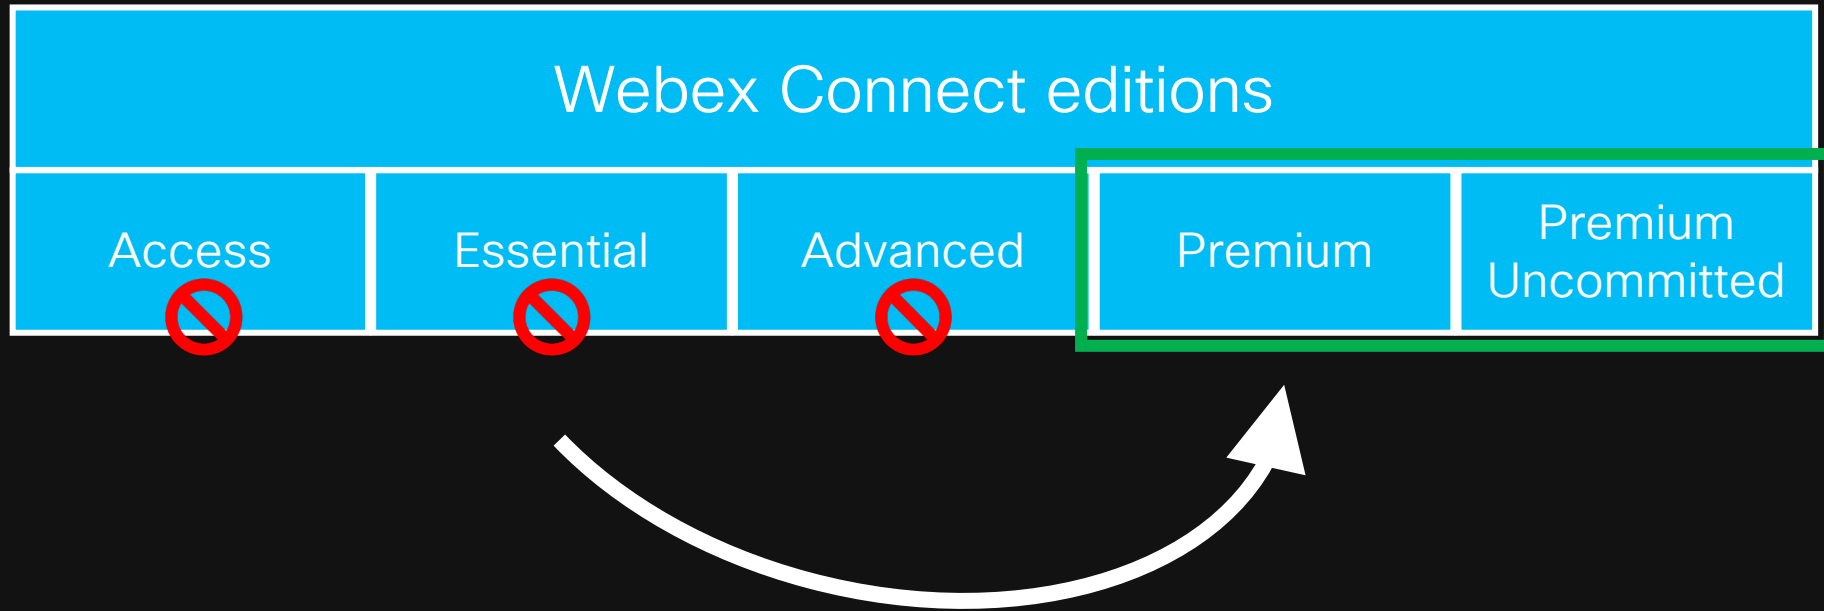 Webex Connect editions
Access
Essential
Advanced
Premium
Premium
Uncommitted